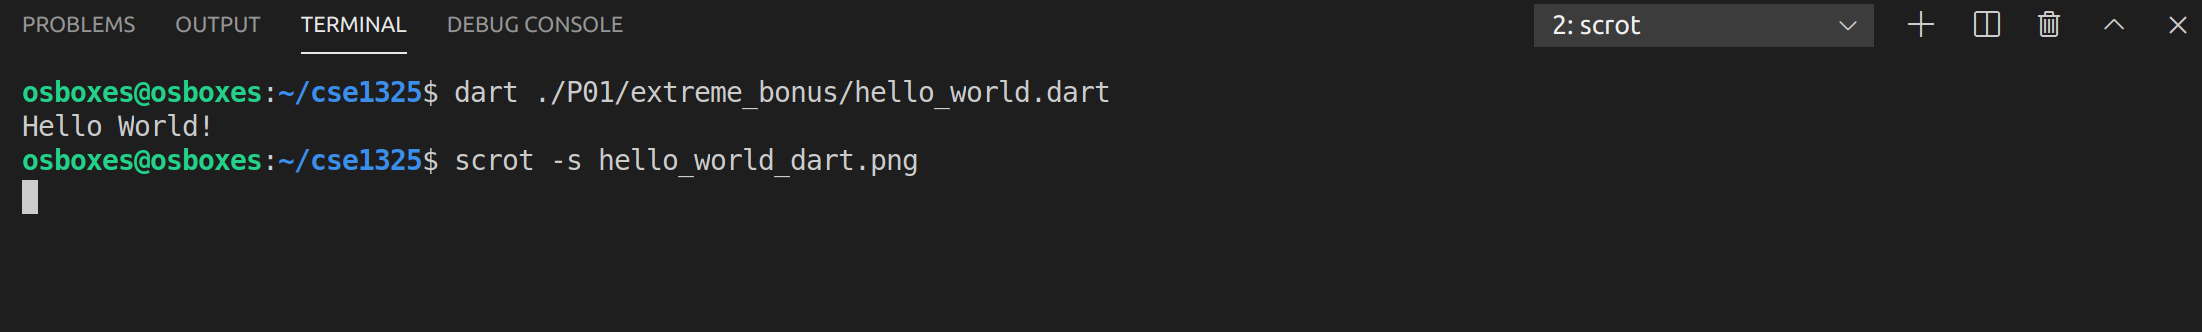 PROBLEMS OUTPUT TERMINAL DEBUG CONSOLE 2: scrot
osboxes@osboxes:~/cse1325$ dart ./P01/extreme_bonus/hello_world.dart
Hello World!
osboxes@osboxes:~/cse1325$ scrot -s hello_world_dart.png